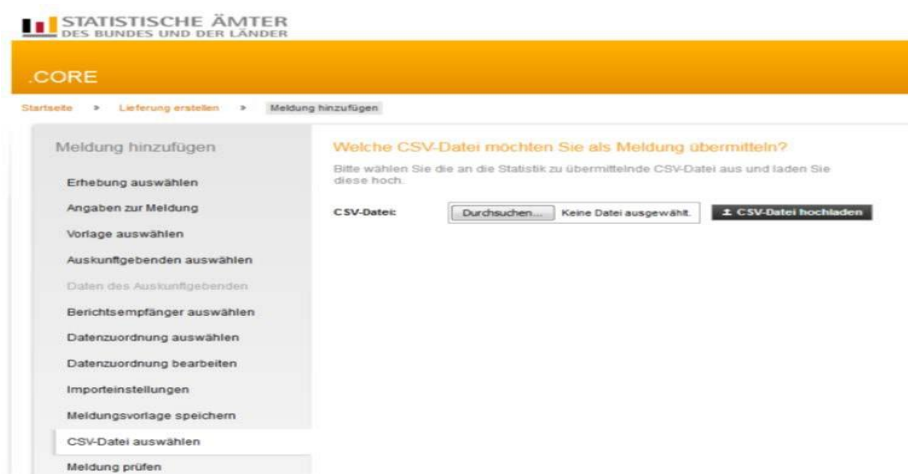 STATISTISCHE ÄMTER
DES BUNDES UND DER LÄNDER
.CORE
Startseite » Lieferung erstellen » Meldung hinzufügen
Meldung hinzufügen
Erhebung auswählen
Angaben zur Meldung
Vorlage auswählen
Auskunftgebenden auswählen
Daten des Auskunftgebenden
Berichtsempfänger auswählen
Datenzuordnung auswählen
Datenzuordnung bearbeiten
Importeinstellungen
Meldungsvorlage speichern
CSV-Datei auswählen
Meldung prüfen
Welche CSV-Datei möchten Sie als Meldung übermitteln?
Bitte wählen Sie die an die Statistik zu übermittelnde CSV-Datei aus und laden Sie
diese hoch.
CSV-Datei: Durchsuchen... Keine Datei ausgewählt. CSV-Datei hochladen